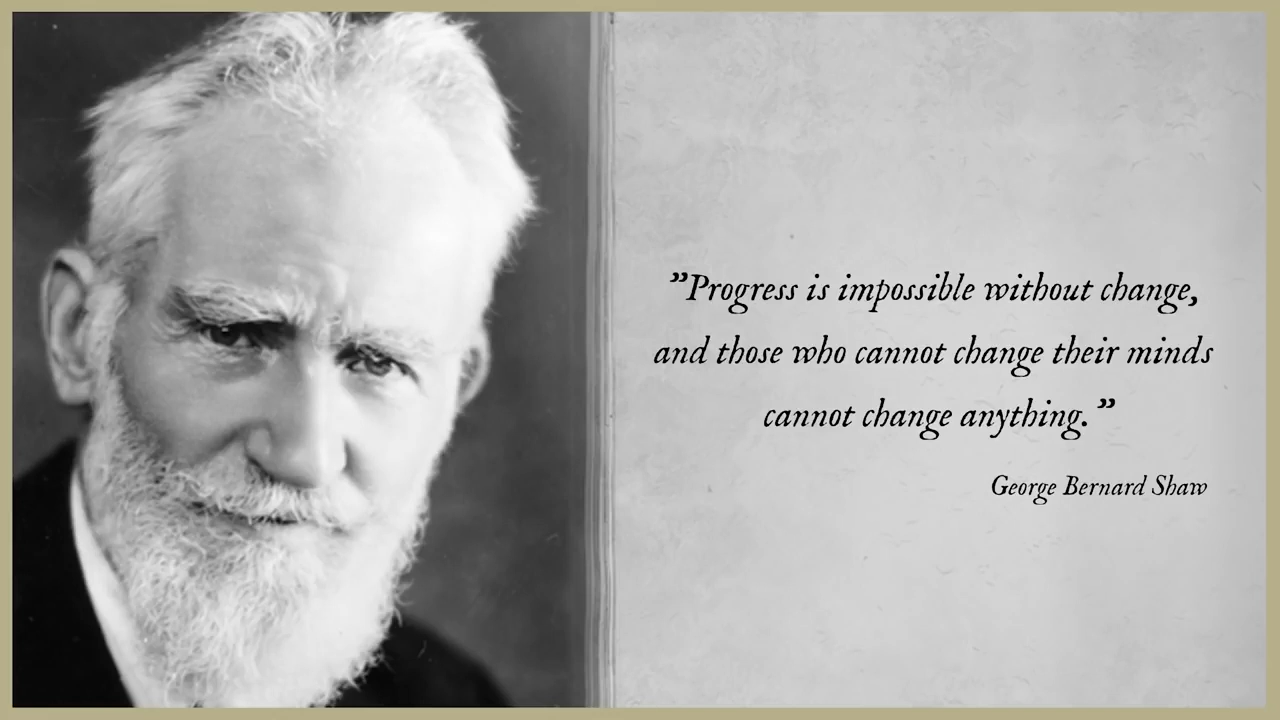 ”Progress is impossible without change,
and those who cannot change their minds
cannot change anything.”
George Bernard Shaw